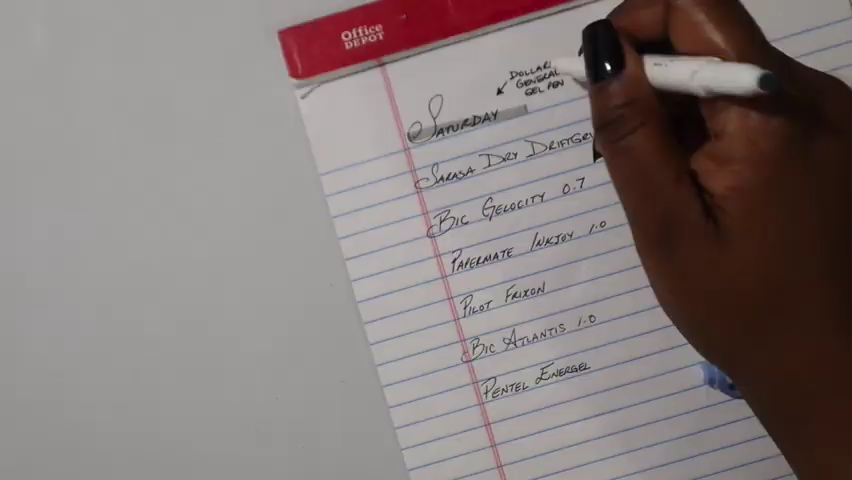 Office
DEPOT
DOLLAR
GENERAL
GEL PEN
SATURDAY
SARASA DRY
BIC GELOCITY 0.7
PAPERMATE INKJOY 1.0
PILOT FRIXON
BIC ATLANTIS 1.0
PENTEL ENERGEL